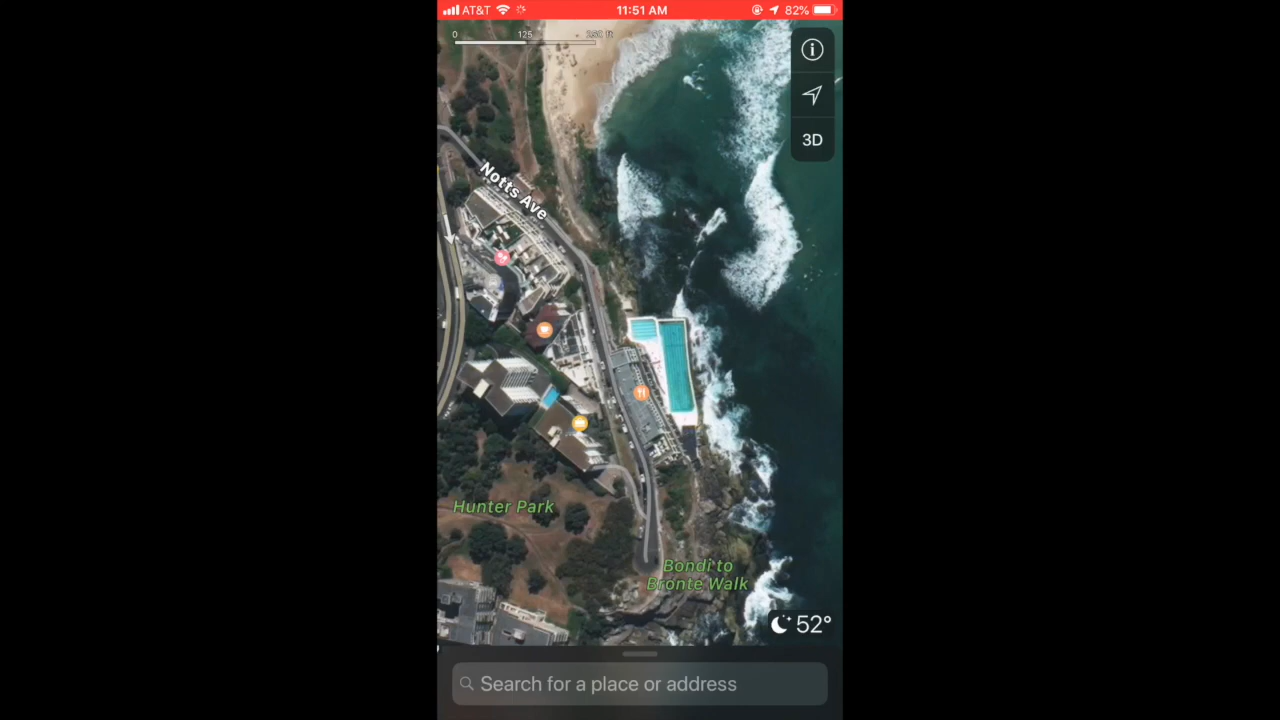 AT&T
11:51 AM
82%
0 125 250 ft
3D
Notts Ave
Hunter Park
Bondi to
Bronte Walk
52°
Search for a place or address